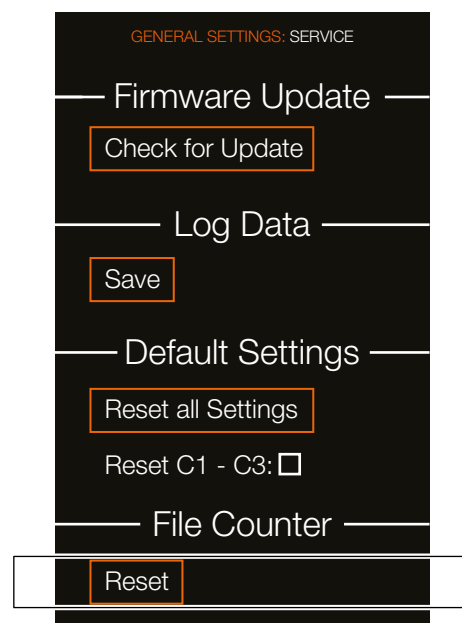 GENERAL SETTINGS: SERVICE
Firmware Update
Check for Update
Log Data
Save
Default Settings
Reset all Settings
Reset C1 - C3:
File Counter
Reset